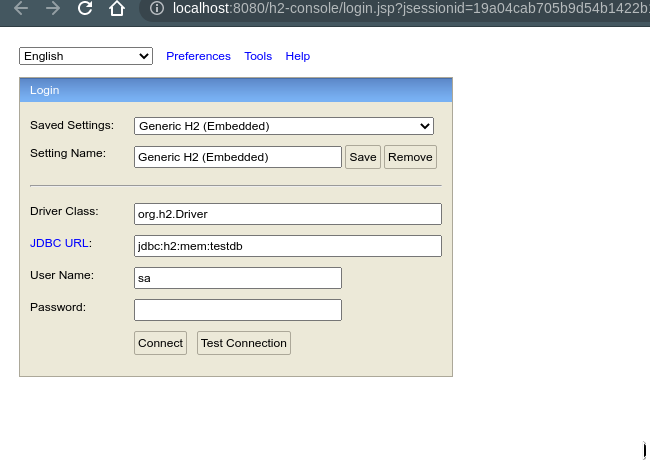 localhost:8080/h2-console/login.jsp?jsessionid=19a04cab705b9d54b1422b
English Preferences Tools Help
Login
Saved Settings: Generic H2 (Embedded)
Setting Name: Generic H2 (Embedded) Save Remove
Driver Class: org.h2.Driver
JDBC URL: jdbc:h2:mem:testdb
User Name: sa
Password:
Connect Test Connection